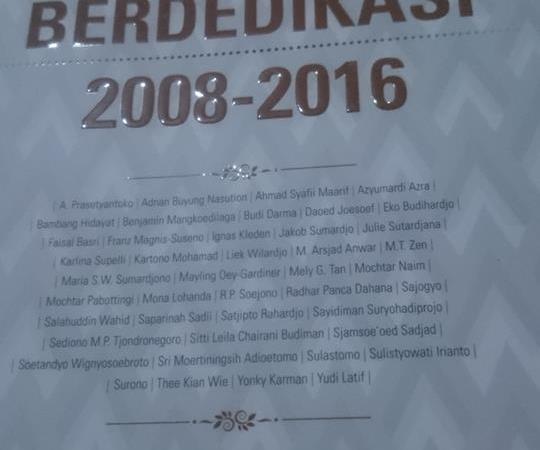 BERDEDIKASI
2008-2016
| A. Prasetyantoko | Adnan Buyung Nasution | Ahmad Syafii Maarif | Azyumardi Azra |
| Bambang Hidayat | Benjamin Mangkoedilaga | Budi Darma | Daoed Joesoef | Eko Budihardjo |
| Faisal Basri | Franz Magnis-Suseno | Ignas Kleden | Jakob Sumardjo | Julie Sutardjana |
| Karlina Supelli | Kartono Mohamad | Liek Wilardjo | M. Arsjad Anwar | M.T. Zen |
| Maria S.W. Sumardjono | Mayling Oey-Gardiner | Mely G. Tan | Mochtar Naim |
| Mochtar Pabottingi | Mona Lohanda | R.P. Soejono | Radhar Panca Dahana | Sajogyo |
| Salahuddin Wahid | Saparinah Sadli | Satjipto Rahardjo | Sayidiman Suryohadiprojo |
| Sediono M.P. Tjondronegoro | Sitti Leila Chairani Budiman | Sjamsoe'oed Sadjad |
| Soetandyo Wignyosoebroto | Sri Moertiningsih Adioetomo | Sulastomo | Sulistyowati Irianto |
| Surono | Thee Kian Wie | Yonky Karman | Yudi Latif |